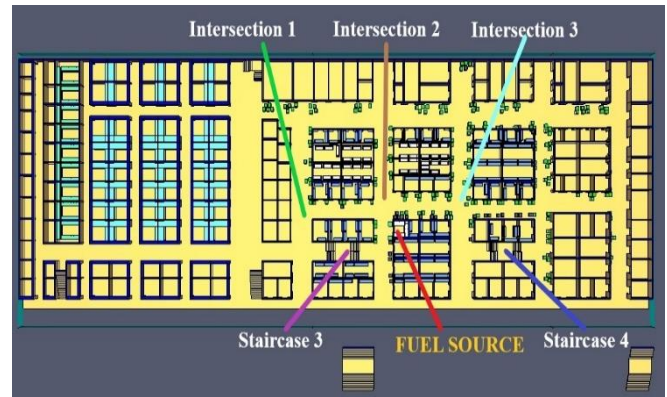 Intersection 1
Intersection 2
Intersection 3
Staircase 3
FUEL SOURCE
Staircase 4